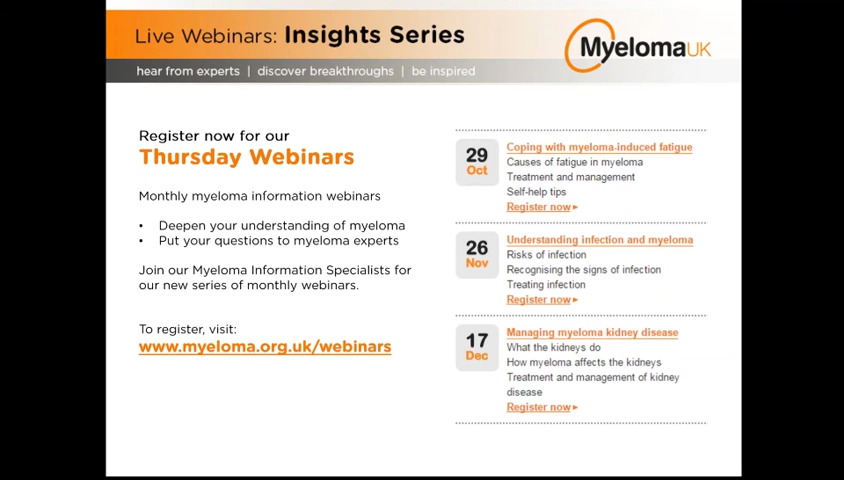 Live Webinars: Insights Series
MyelomaUK
hear from experts | discover breakthroughs | be inspired
Register now for our
Thursday Webinars
Monthly myeloma information webinars
• Deepen your understanding of myeloma
• Put your questions to myeloma experts
Join our Myeloma Information Specialists for
our new series of monthly webinars.
To register, visit:
www.myeloma.org.uk/webinars
29
Oct
Coping with myeloma-induced fatigue
Causes of fatigue in myeloma
Treatment and management
Self-help tips
Register now ▸
26
Nov
Understanding infection and myeloma
Risks of infection
Recognising the signs of infection
Treating infection
Register now ▸
17
Dec
Managing myeloma kidney disease
What the kidneys do
How myeloma affects the kidneys
Treatment and management of kidney
disease
Register now ▸